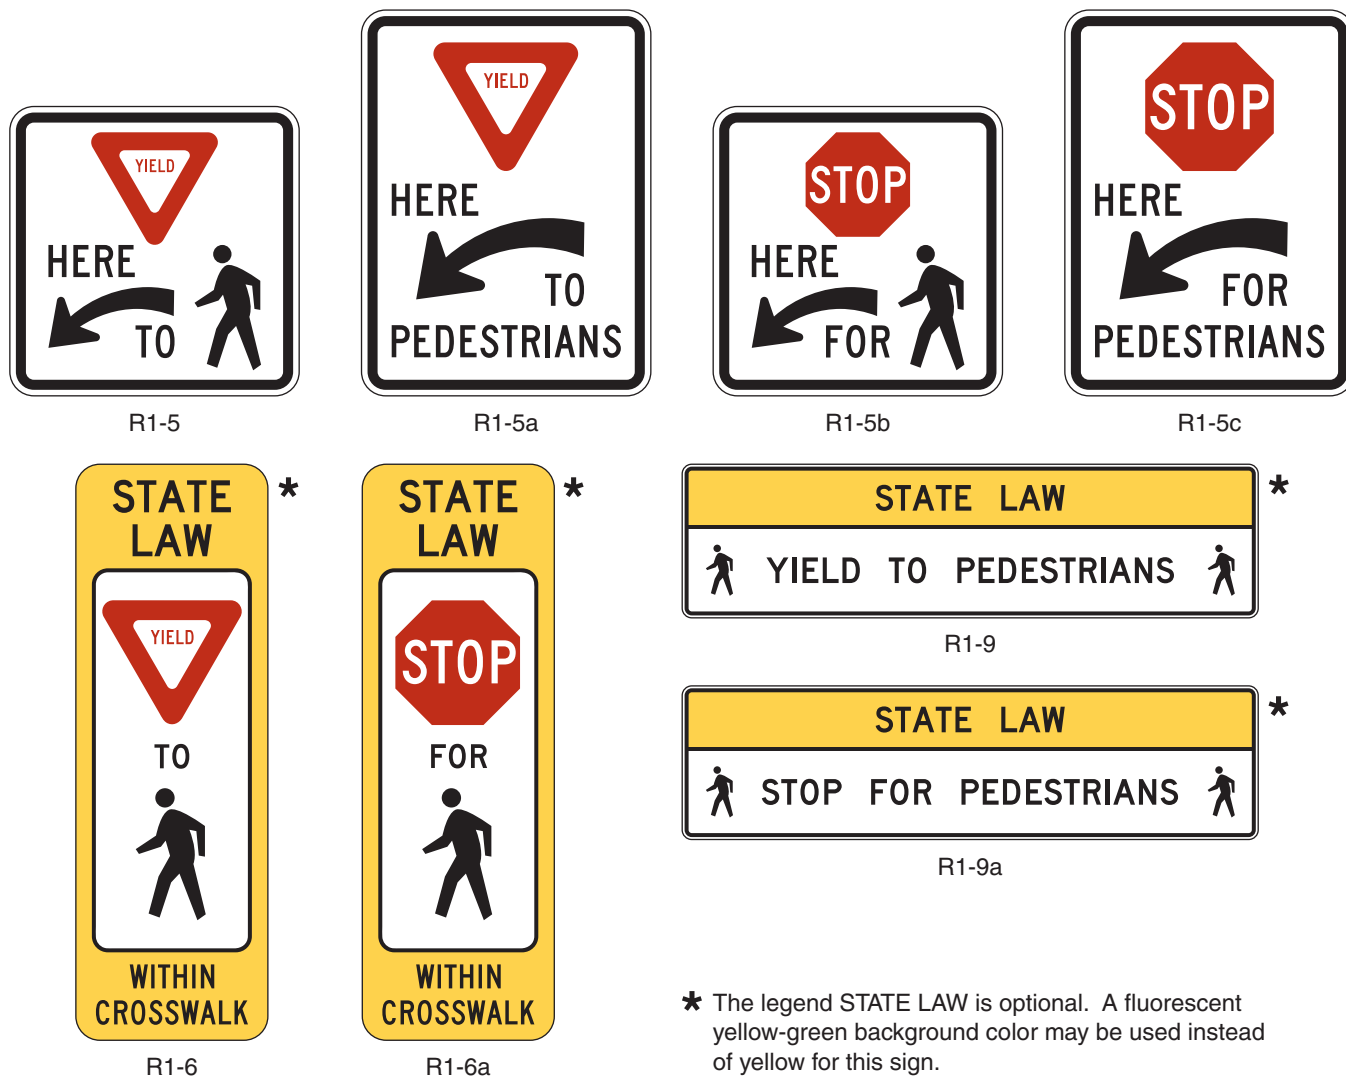 YIELD
HERE
TO
R1-5
YIELD
HERE
TO
PEDESTRIANS
R1-5a
STOP
HERE
FOR
R1-5b
STOP
HERE
FOR
PEDESTRIANS
R1-5c
STATE
LAW
*
YIELD
TO
WITHIN
CROSSWALK
R1-6
STATE
LAW
*
STOP
FOR
WITHIN
CROSSWALK
R1-6a
STATE LAW
*
YIELD TO PEDESTRIANS
R1-9
STATE LAW
*
STOP FOR PEDESTRIANS
R1-9a
* The legend STATE LAW is optional. A fluorescent
yellow-green background color may be used instead
of yellow for this sign.